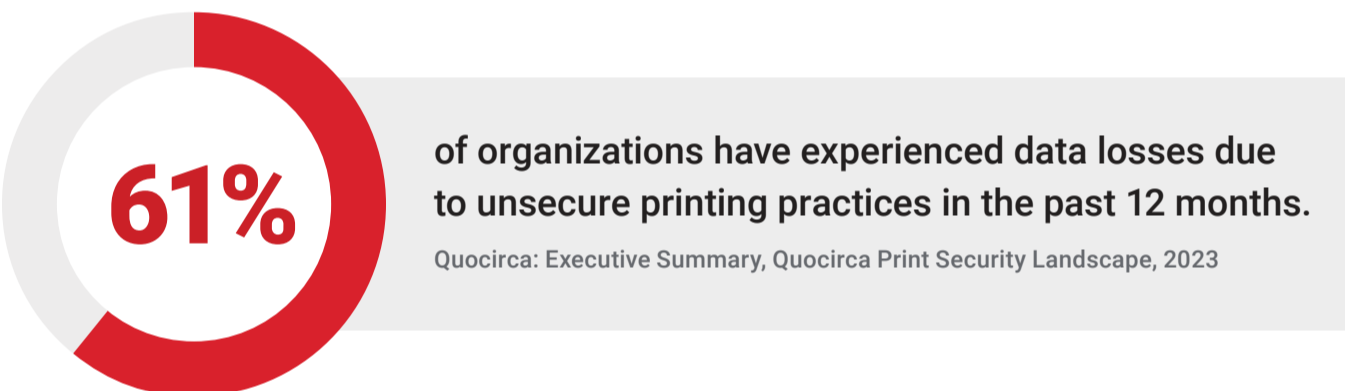 61%
of organizations have experienced data losses due
to unsecure printing practices in the past 12 months.
Quocirca: Executive Summary, Quocirca Print Security Landscape, 2023